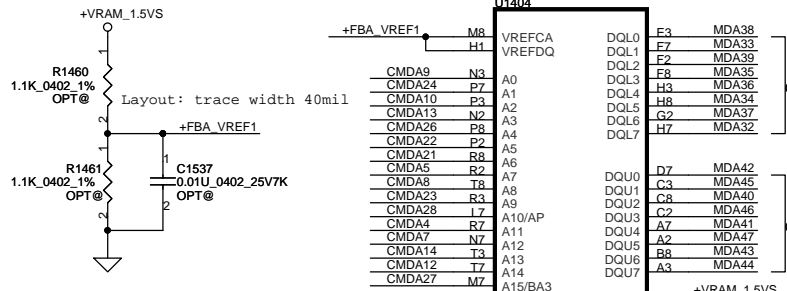 U1404
+VRAM_1.5VS
+FBA_VREF1 M8 VREFCA DQL0 E3 MDA38
H1 VREFDQ DQL1 F7 MDA33
DQL2 F2 MDA39
CMDA9 N3 A0 DQL3 F8 MDA35
CMDA24 P7 A1 DQL4 H3 MDA36
CMDA10 P3 A2 DQL5 H8 MDA34
CMDA13 N2 A3 DQL6 G2 MDA37
CMDA26 P8 A4 DQL7 H7 MDA32
CMDA22 P2 A5
CMDA21 R8 A6
CMDA5 R2 A7 DQU0 D7 MDA42
CMDA8 T8 A8 DQU1 C3 MDA45
CMDA23 R3 A9 DQU2 C8 MDA40
CMDA28 L7 A10/AP DQU3 C2 MDA46
CMDA4 R7 A11 DQU4 A7 MDA41
CMDA7 N7 A12 DQU5 A2 MDA47
CMDA14 T3 A13 DQU6 B8 MDA43
CMDA12 T7 A14 DQU7 A3 MDA44
CMDA27 M7 A15/BA3
+VRAM_1.5VS
1
R1460
1.1K_0402_1%
OPT@
2
Layout: trace width 40mil
+FBA_VREF1
1
R1461
1.1K_0402_1%
OPT@
2
1
C1537
0.01U_0402_25V7K
OPT@
2